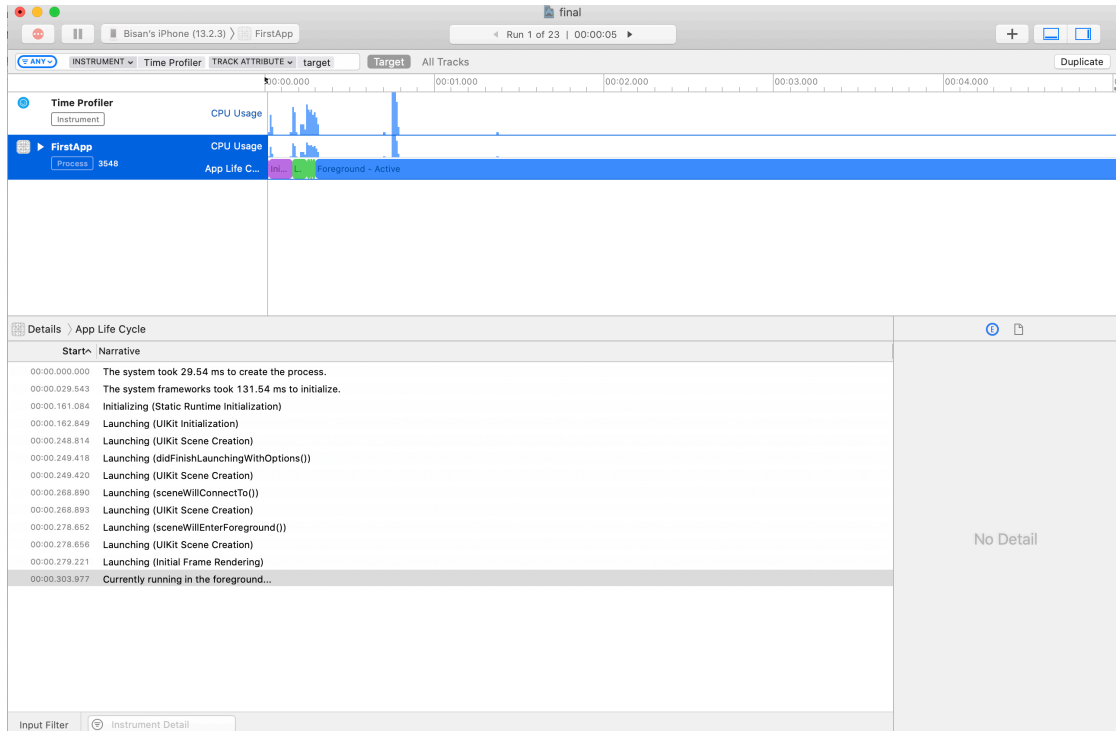 final
Bisan's iPhone (13.2.3) 〉 FirstApp
Run 1 of 23 | 00:00:05
ANY INSTRUMENT Time Profiler TRACK ATTRIBUTE target Target All Tracks Duplicate
00:00.000 00:01.000 00:02.000 00:03.000 00:04.000
Time Profiler
Instrument
CPU Usage
FirstApp
Process 3548
CPU Usage
App Life C...
Ini... L. Foreground - Active
Details 〉 App Life Cycle
E
Start Narrative
00:00.000.000 The system took 29.54 ms to create the process.
00:00.029.543 The system frameworks took 131.54 ms to initialize.
00:00.161.084 Initializing (Static Runtime Initialization)
00:00.162.849 Launching (UIKit Initialization)
00:00.248.814 Launching (UIKit Scene Creation)
00:00.249.418 Launching (didFinishLaunchingWithOptions())
00:00.249.420 Launching (UIKit Scene Creation)
00:00.268.890 Launching (sceneWillConnectTo())
00:00.268.893 Launching (UIKit Scene Creation)
00:00.278.652 Launching (sceneWillEnterForeground())
00:00.278.656 Launching (UIKit Scene Creation)
00:00.279.221 Launching (Initial Frame Rendering)
00:00.303.977 Currently running in the foreground...
No Detail
Input Filter Instrument Detail